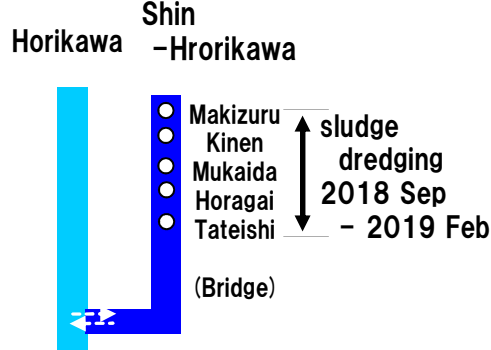 Horikawa
Shin
-Hrorikawa
Makizuru
Kinen
Mukaida
Horagai
Tateishi
(Bridge)
sludge
dredging
2018 Sep
- 2019 Feb